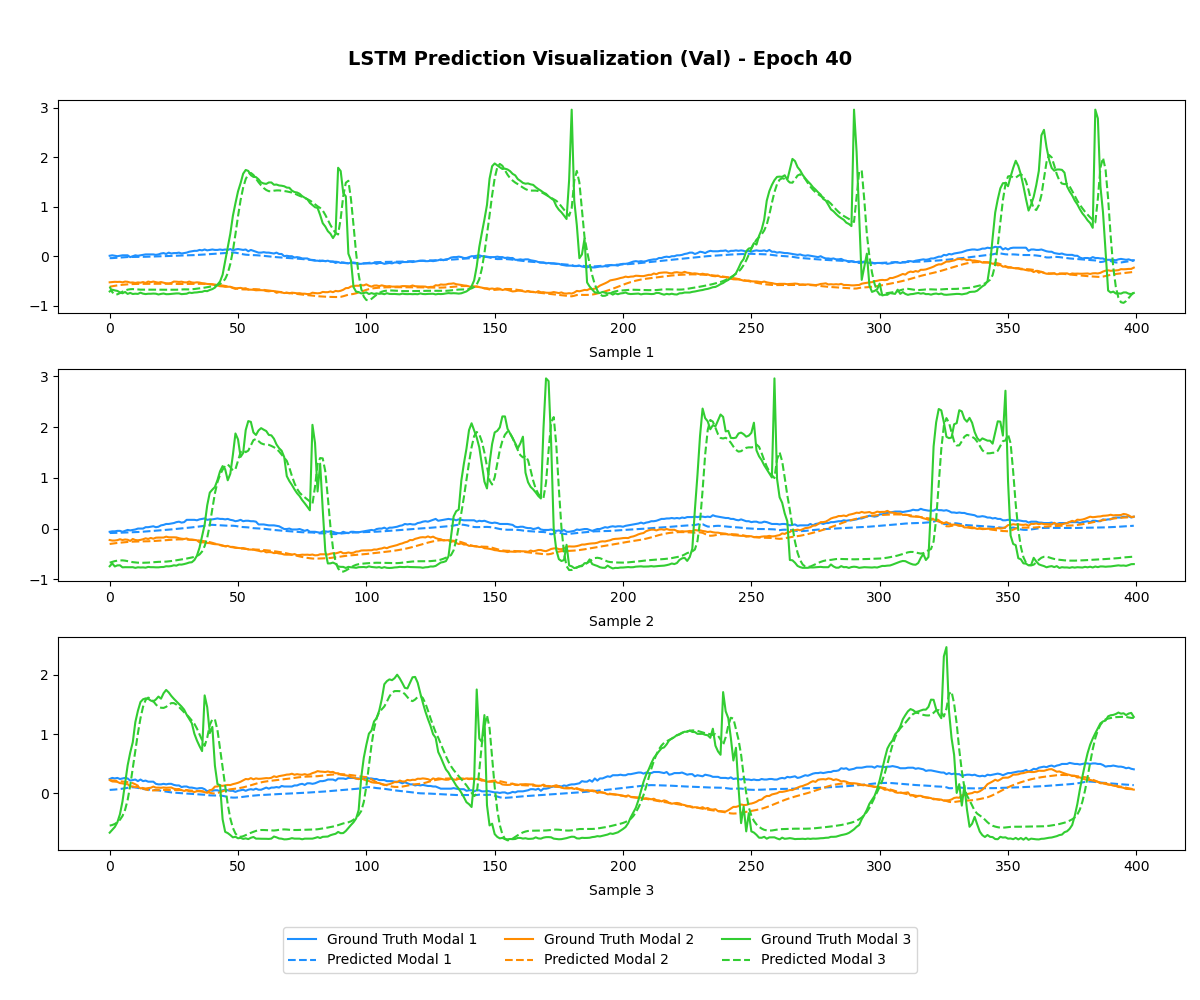 LSTM Prediction Visualization (Val) - Epoch 40
3
2
1
0
−1
0 50 100 150 200 250 300 350 400
Sample 1
3
2
1
0
−1
0 50 100 150 200 250 300 350 400
Sample 2
2
1
0
0 50 100 150 200 250 300 350 400
Sample 3
Ground Truth Modal 1 Ground Truth Modal 2 Ground Truth Modal 3
Predicted Modal 1 Predicted Modal 2 Predicted Modal 3